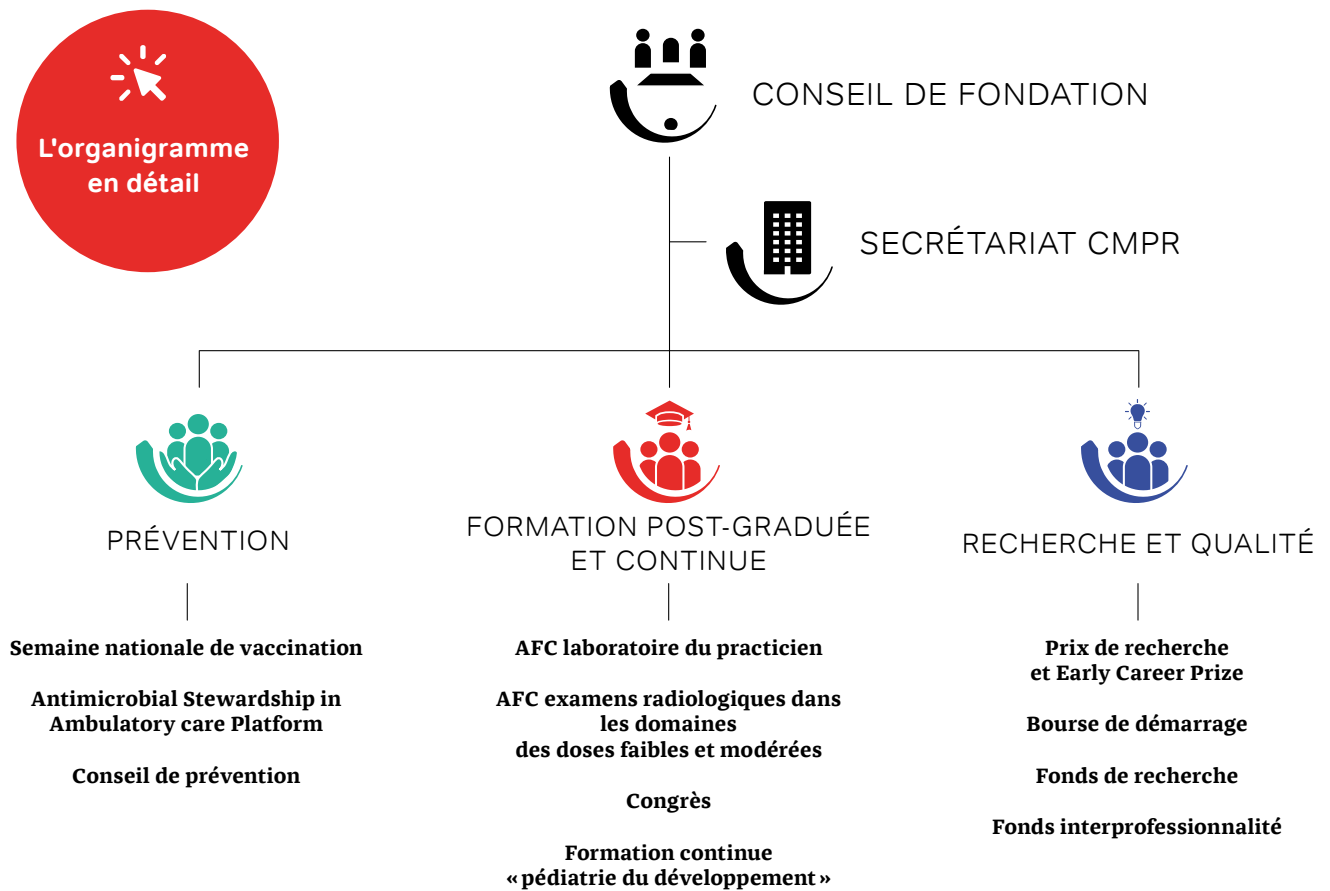 L'organigramme
en détail
CONSEIL DE FONDATION
SECRÉTARIAT CMPR
PRÉVENTION
Semaine nationale de vaccination
Antimicrobial Stewardship in
Ambulatory care Platform
Conseil de prévention
FORMATION POST-GRADUÉE
ET CONTINUE
AFC laboratoire du practicien
AFC examens radiologiques dans
les domaines
des doses faibles et modérées
Congrès
Formation continue
«pédiatrie du développement»
RECHERCHE ET QUALITÉ
Prix de recherche
et Early Career Prize
Bourse de démarrage
Fonds de recherche
Fonds interprofessionnalité